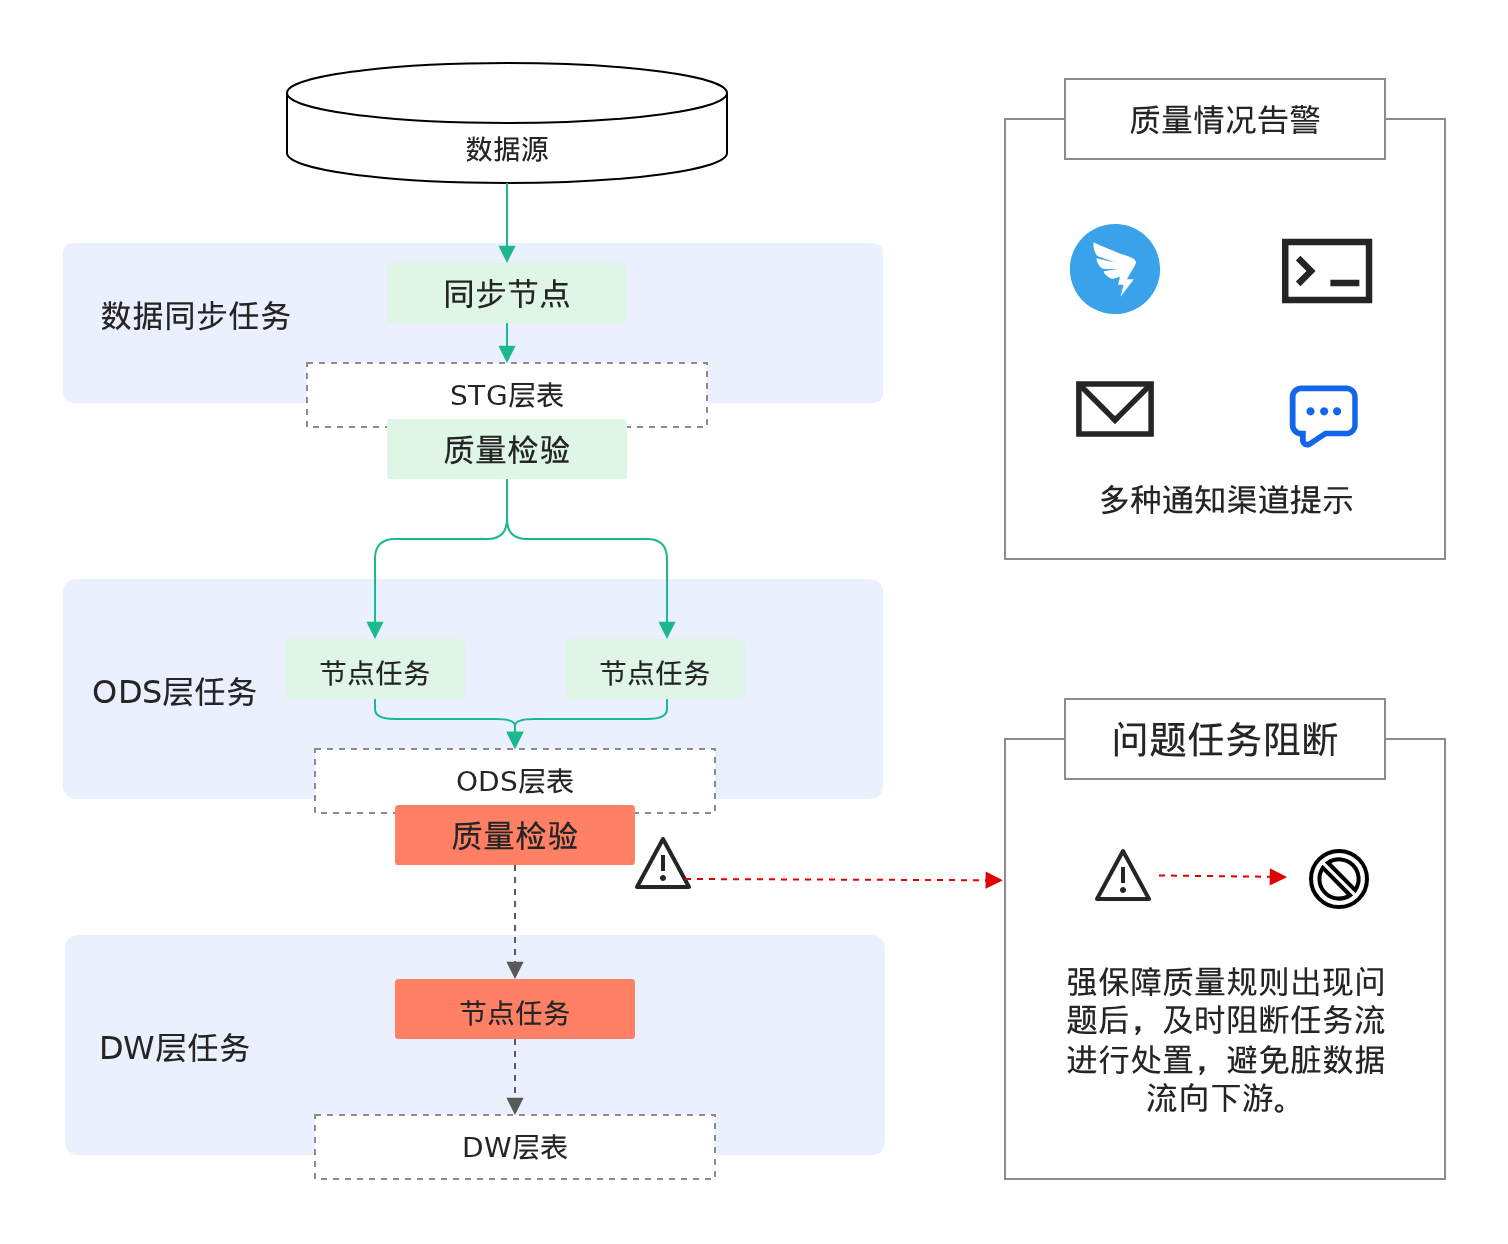 数据源
数据同步任务
同步节点
STG层表
质量检验
ODS层任务
节点任务
节点任务
ODS层表
质量检验
DW层任务
节点任务
DW层表
质量情况告警
多种通知渠道提示
问题任务阻断
强保障质量规则出现问
题后，及时阻断任务流
进行处置，避免脏数据
流向下游。